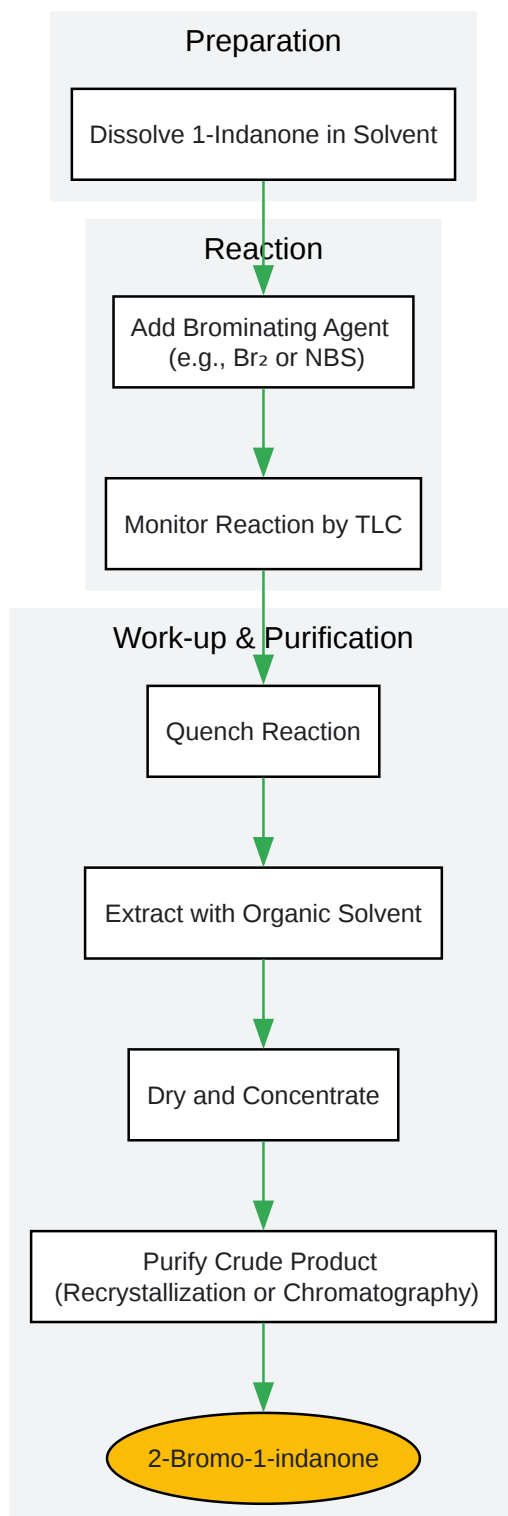 Preparation
Dissolve 1-Indanone in Solvent
Reaction
Add Brominating Agent
(e.g., Br₂ or NBS)
Monitor Reaction by TLC
Work-up & Purification
Quench Reaction
Extract with Organic Solvent
Dry and Concentrate
Purify Crude Product
(Recrystallization or Chromatography)
2-Bromo-1-indanone